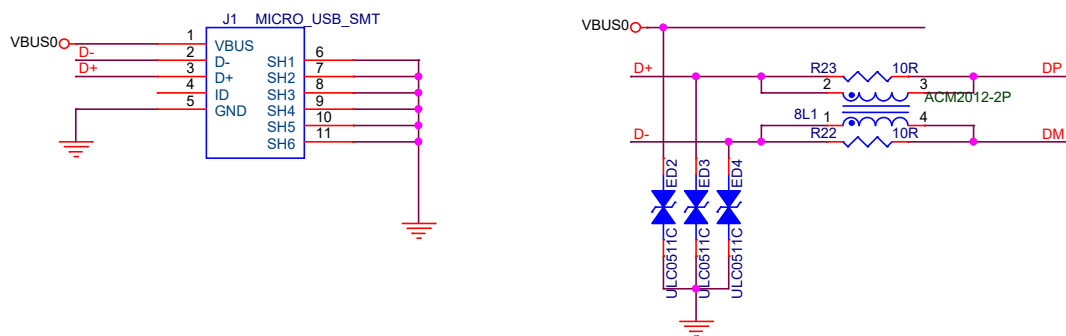 J1 MICRO_USB_SMT
VBUS0
1 VBUS
D- 2 D-
D+ 3 D+
4 ID
5 GND
SH1 6
SH2 7
SH3 8
SH4 9
SH5 10
SH6 11
VBUS0
D+ R23 10R DP
2 3 ACM2012-2P
8L1 1 4
D- R22 10R DM
ED2 ED3 ED4
ULC0511C ULC0511C ULC0511C